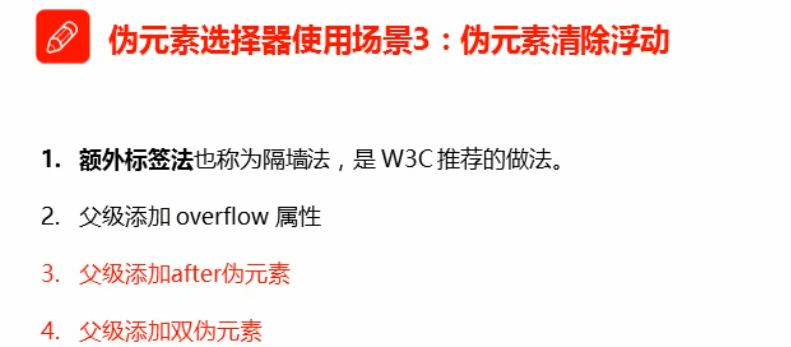 伪元素选择器使用场景3：伪元素清除浮动
1. 额外标签法也称为隔墙法，是 W3C 推荐的做法。
2. 父级添加 overflow 属性
3. 父级添加after伪元素
4. 父级添加双伪元素